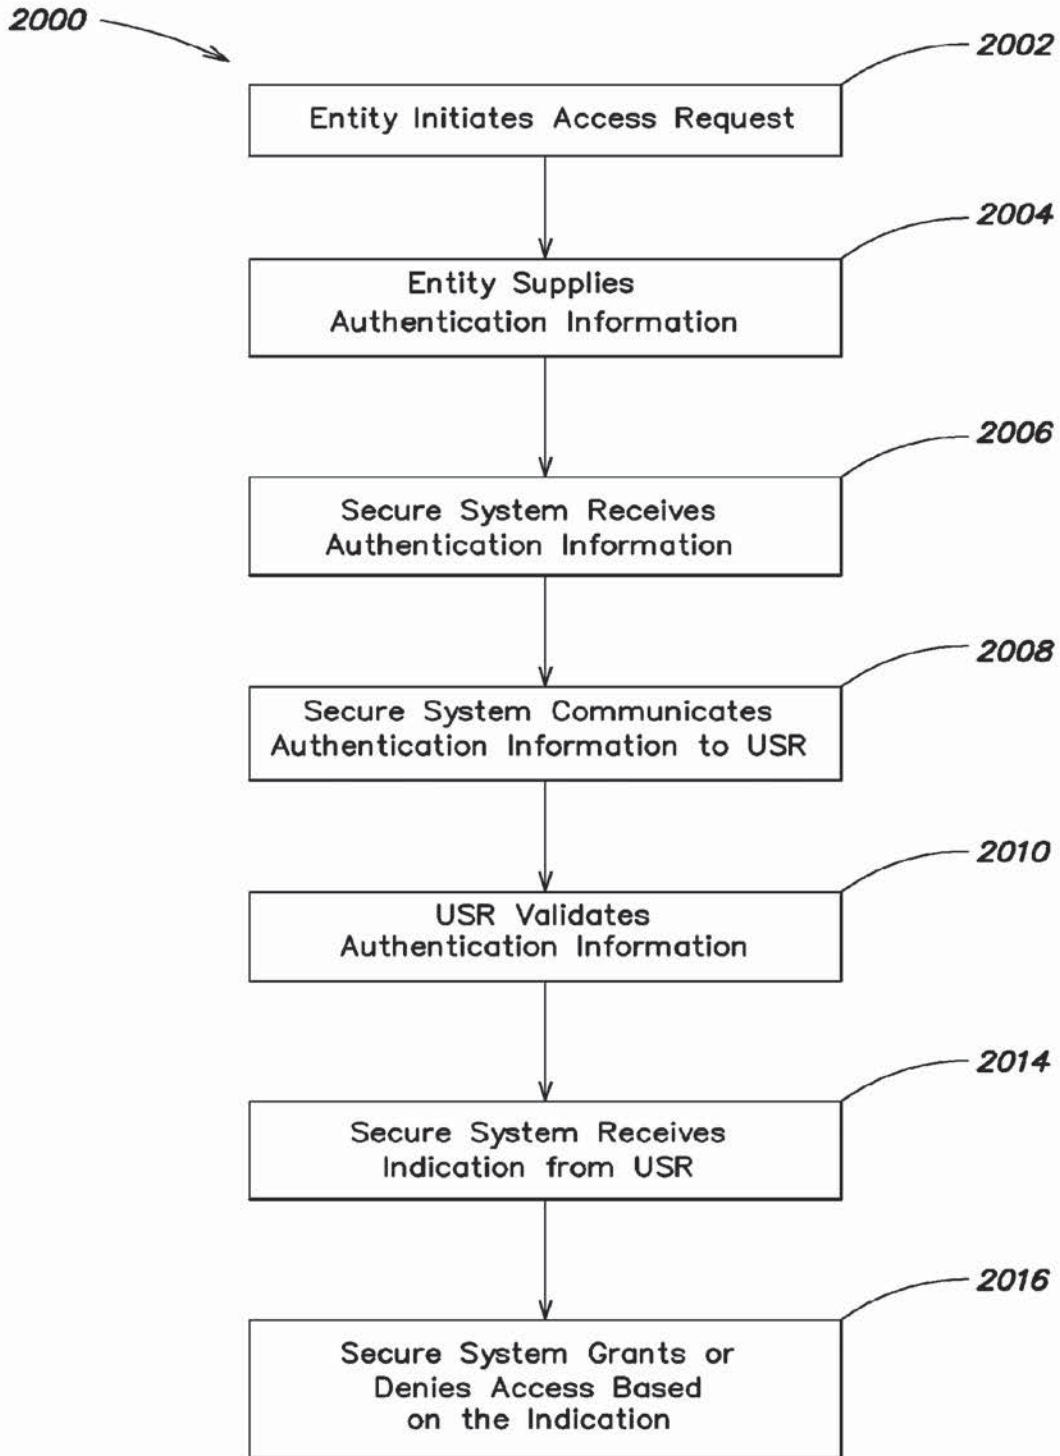 2000
2002
Entity Initiates Access Request
2004
Entity Supplies
Authentication Information
2006
Secure System Receives
Authentication Information
2008
Secure System Communicates
Authentication Information to USR
2010
USR Validates
Authentication Information
2014
Secure System Receives
Indication from USR
2016
Secure System Grants or
Denies Access Based
on the Indication